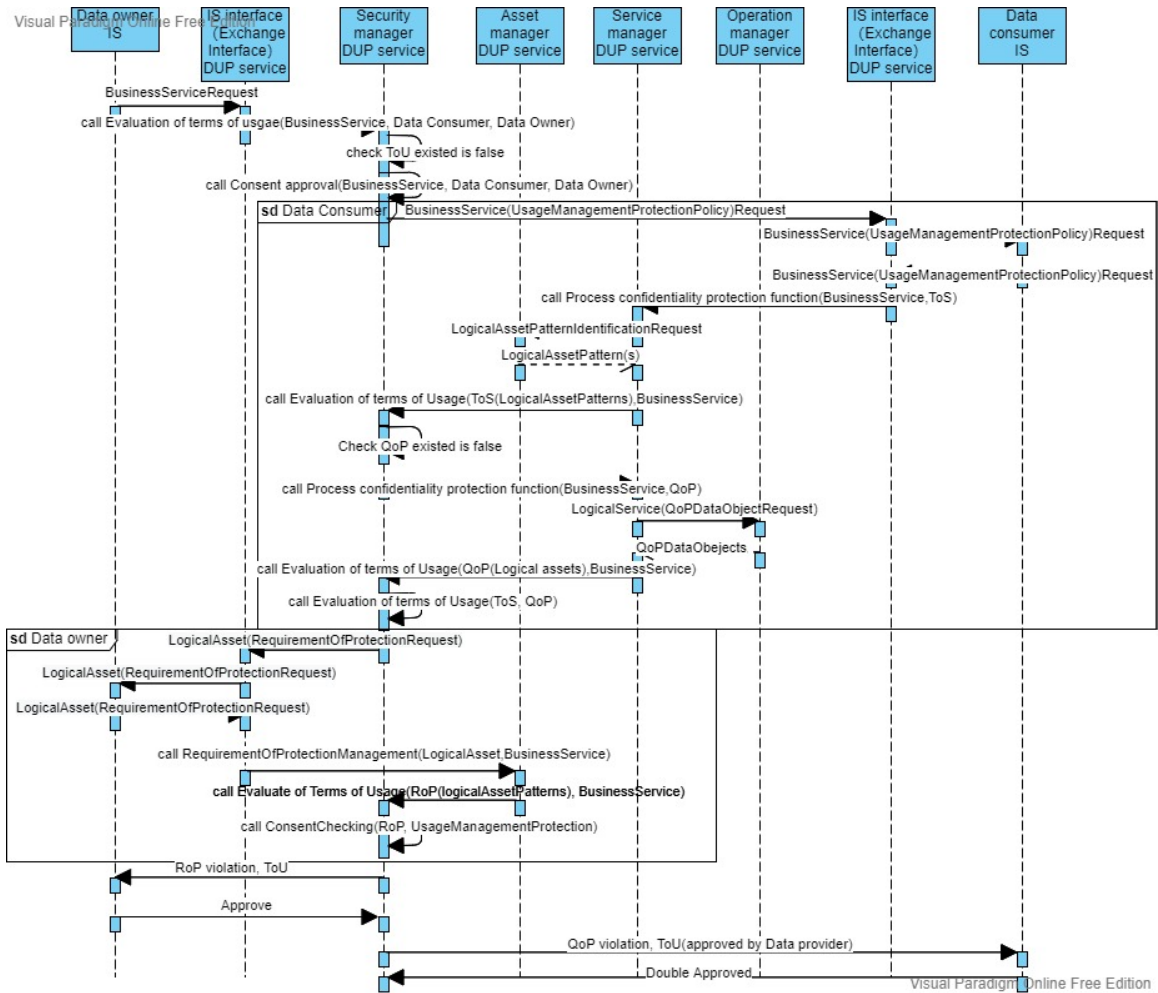 Visual Paradigm Online Free Edition
Data owner
IS
IS interface
(Exchange
Interface)
DUP service
Security
manager
DUP service
Asset
manager
DUP service
Service
manager
DUP service
Operation
manager
DUP service
IS interface
(Exchange
Interface)
DUP service
Data
consumer
IS
BusinessServiceRequest
call Evaluation of terms of usgae(BusinessService, Data Consumer, Data Owner)
check ToU existed is false
call Consent approval(BusinessService, Data Consumer, Data Owner)
sd Data Consumer
BusinessService(UsageManagementProtectionPolicy)Request
BusinessService(UsageManagementProtectionPolicy)Request
BusinessService(UsageManagementProtectionPolicy)Request
call Process confidentiality protection function(BusinessService,ToS)
LogicalAssetPatternIdentificationRequest
LogicalAssetPattern(s)
call Evaluation of terms of Usage(ToS(LogicalAssetPatterns),BusinessService)
Check QoP existed is false
call Process confidentiality protection function(BusinessService,QoP)
LogicalService(QoPDataObjectRequest)
QoPDataObejects
call Evaluation of terms of Usage(QoP(Logical assets),BusinessService)
call Evaluation of terms of Usage(ToS, QoP)
sd Data owner
LogicalAsset(RequirementOfProtectionRequest)
LogicalAsset(RequirementOfProtectionRequest)
LogicalAsset(RequirementOfProtectionRequest)
call RequirementOfProtectionManagement(LogicalAsset,BusinessService)
call Evaluate of Terms of Usage(RoP(logicalAssetPatterns), BusinessService)
call ConsentChecking(RoP, UsageManagementProtection)
RoP violation, ToU
Approve
QoP violation, ToU(approved by Data provider)
Double Approved
Visual Paradigm Online Free Edition